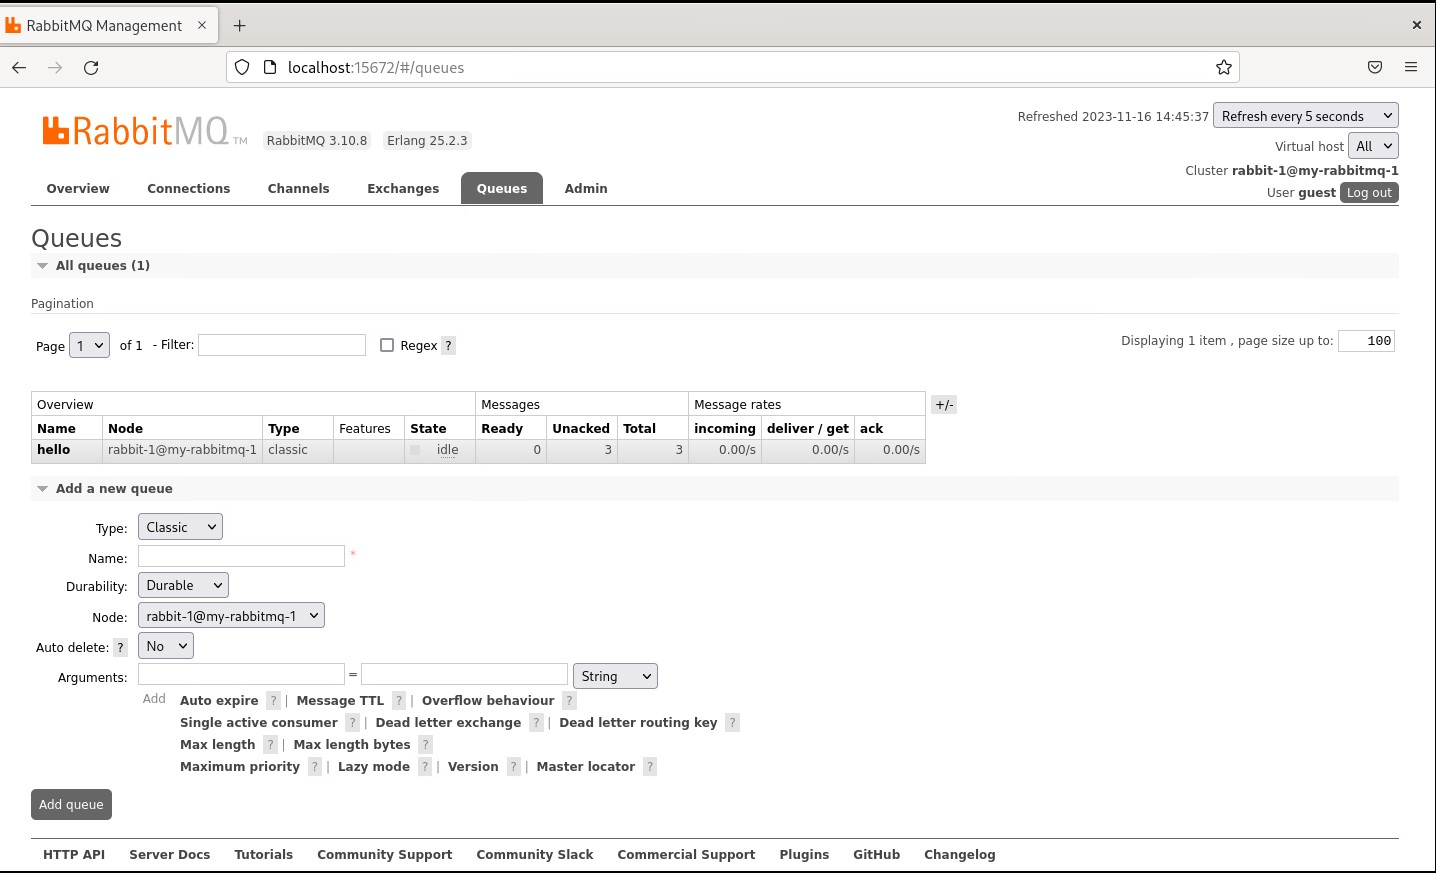 RabbitMQ Management
localhost:15672/#/queues
RabbitMQ TM RabbitMQ 3.10.8 Erlang 25.2.3
Refreshed 2023-11-16 14:45:37 Refresh every 5 seconds
Virtual host All
Cluster rabbit-1@my-rabbitmq-1
User guest Log out
Overview Connections Channels Exchanges Queues Admin
Queues
All queues (1)
Pagination
Page 1 of 1 - Filter: Regex ?
Displaying 1 item , page size up to: 100
Overview Messages Message rates +/-
Name Node Type Features State Ready Unacked Total incoming deliver / get ack
hello rabbit-1@my-rabbitmq-1 classic idle 0 3 3 0.00/s 0.00/s 0.00/s
Add a new queue
Type: Classic
Name: *
Durability: Durable
Node: rabbit-1@my-rabbitmq-1
Auto delete: ? No
Arguments: = String
Add Auto expire ? | Message TTL ? | Overflow behaviour ?
Single active consumer ? | Dead letter exchange ? | Dead letter routing key ?
Max length ? | Max length bytes ?
Maximum priority ? | Lazy mode ? | Version ? | Master locator ?
Add queue
HTTP API Server Docs Tutorials Community Support Community Slack Commercial Support Plugins GitHub Changelog